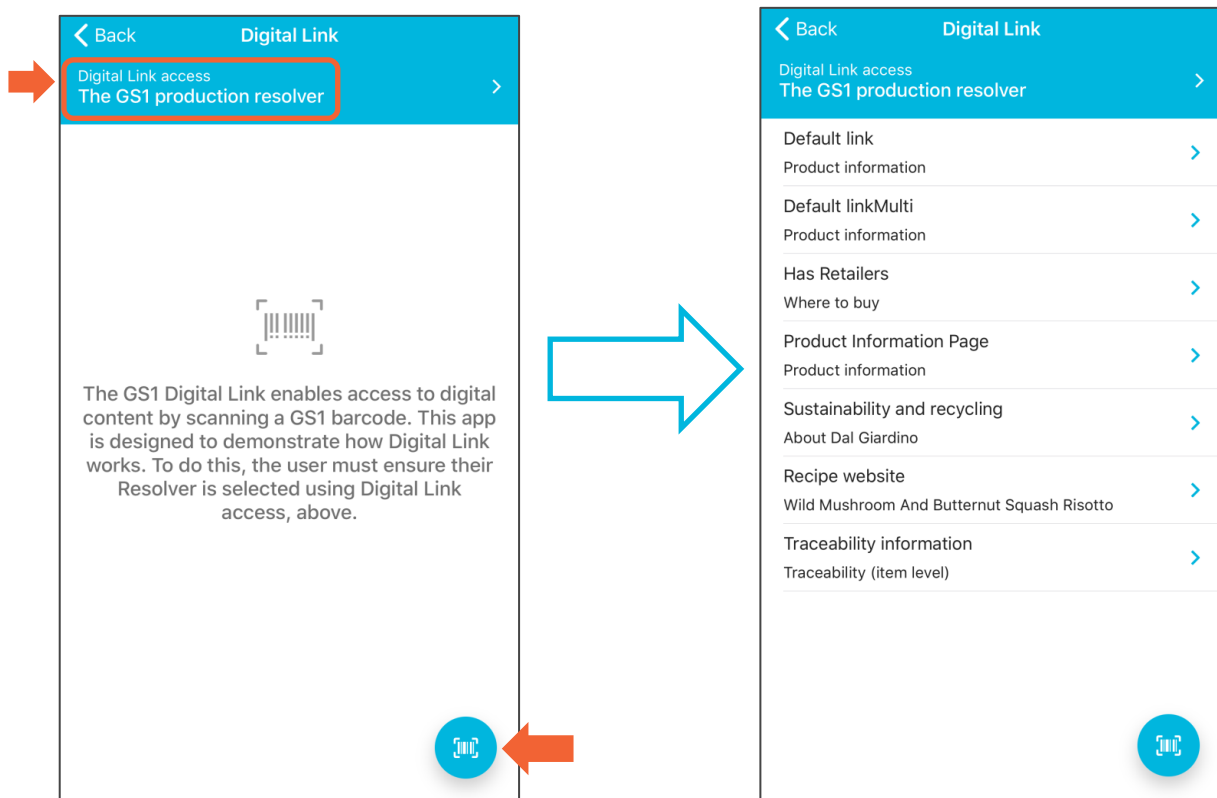 Back
Digital Link
Digital Link access
The GS1 production resolver
The GS1 Digital Link enables access to digital
content by scanning a GS1 barcode. This app
is designed to demonstrate how Digital Link
works. To do this, the user must ensure their
Resolver is selected using Digital Link
access, above.
Back
Digital Link
Digital Link access
The GS1 production resolver
Default link
Product information
Default linkMulti
Product information
Has Retailers
Where to buy
Product Information Page
Product information
Sustainability and recycling
About Dal Giardino
Recipe website
Wild Mushroom And Butternut Squash Risotto
Traceability information
Traceability (item level)